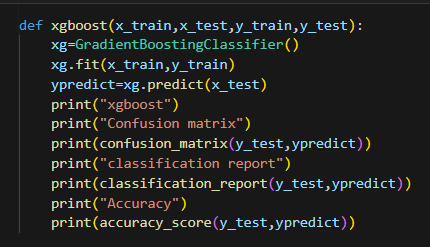 def xgboost(x_train,x_test,y_train,y_test):
    xg=GradientBoostingClassifier()
    xg.fit(x_train,y_train)
    ypredict=xg.predict(x_test)
    print("xgboost")
    print("Confusion matrix")
    print(confusion_matrix(y_test,ypredict))
    print("classification report")
    print(classification_report(y_test,ypredict))
    print("Accuracy")
    print(accuracy_score(y_test,ypredict))